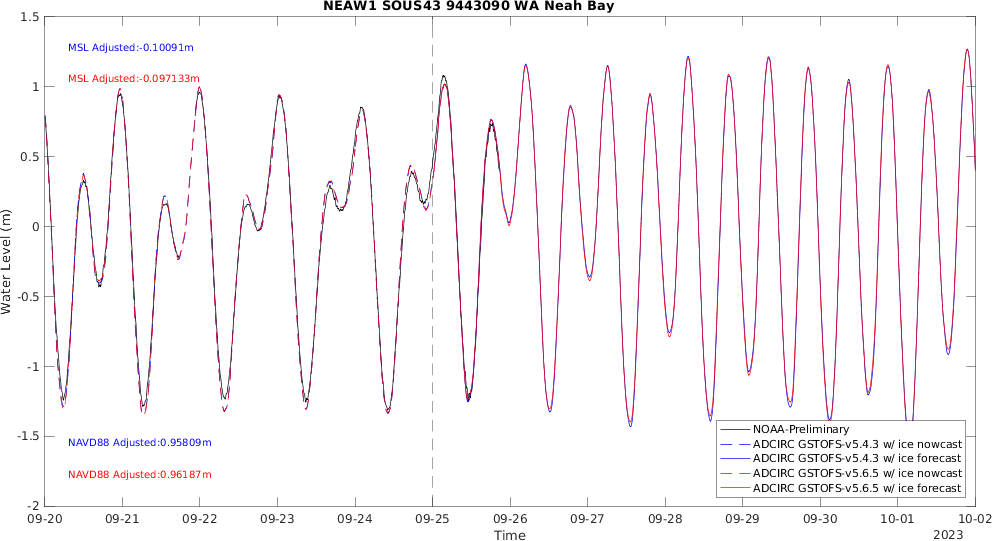 NEAW1 SOUS43 9443090 WA Neah Bay
1.5
1
0.5
0
-0.5
-1
-1.5
-2
Water Level (m)
MSL Adjusted:-0.10091m
MSL Adjusted:-0.097133m
NAVD88 Adjusted:0.95809m
NAVD88 Adjusted:0.96187m
NOAA-Preliminary
ADCIRC GSTOFS-v5.4.3 w/ ice nowcast
ADCIRC GSTOFS-v5.4.3 w/ ice forecast
ADCIRC GSTOFS-v5.6.5 w/ ice nowcast
ADCIRC GSTOFS-v5.6.5 w/ ice forecast
09-20 09-21 09-22 09-23 09-24 09-25 09-26 09-27 09-28 09-29 09-30 10-01 10-02
Time
2023